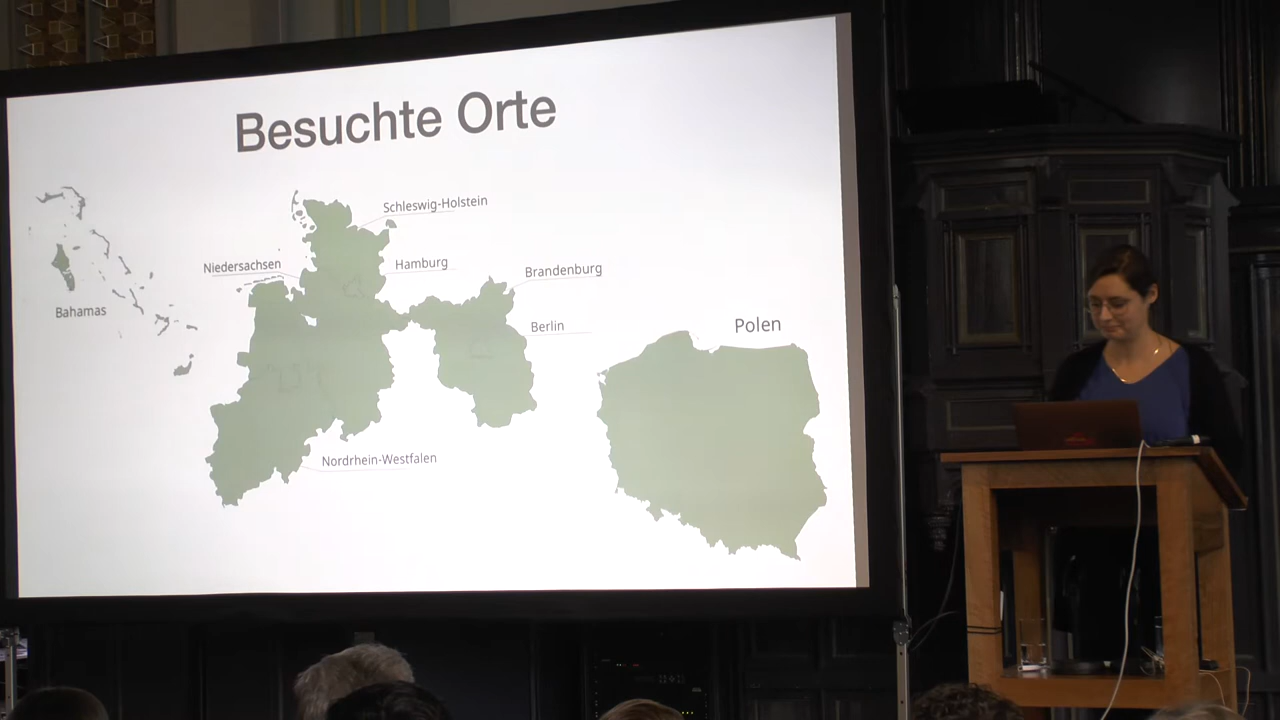 Besuchte Orte
Schleswig-Holstein
Niedersachsen
Hamburg
Brandenburg
Bahamas
Berlin
Polen
Nordrhein-Westfalen